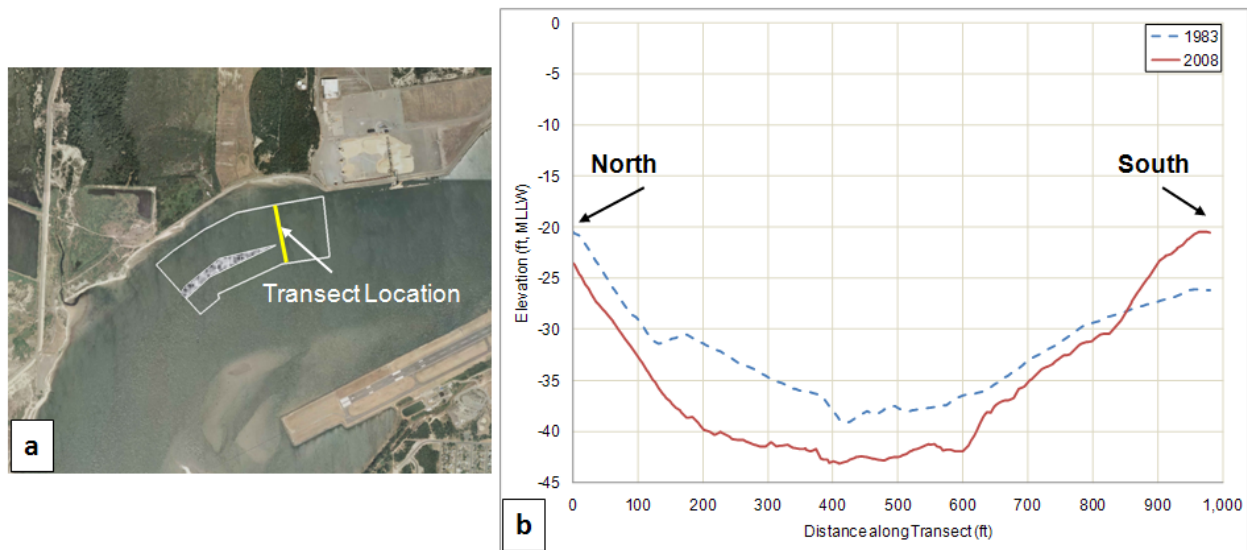 Transect Location
a
0
-5
-10
-15
-20
-25
-30
-35
-40
-45
Elevation (ft, MLLW)
1983
2008
North
South
0 100 200 300 400 500 600 700 800 900 1,000
Distance along Transect (ft)
b